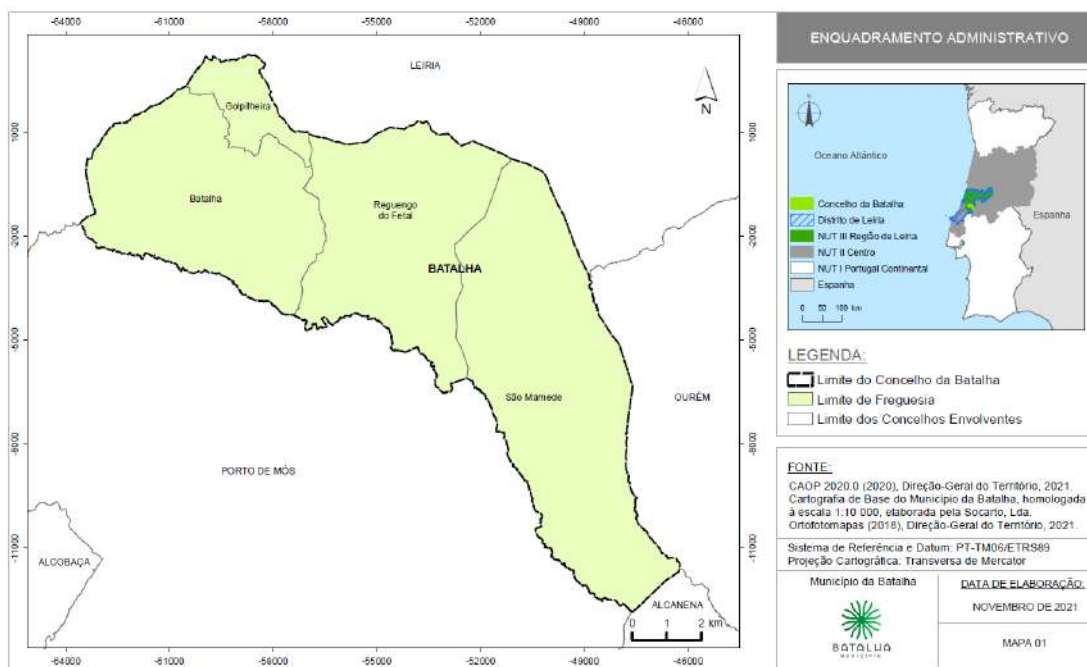 -64000 -61000 -58000 -55000 -52000 -49000 -46000
ENQUADRAMENTO ADMINISTRATIVO
LEIRIA
N
Golpilheira
1000
1000
Batalha
Reguengo
do Fetal
-2000
-2000
BATALHA
-5000
-5000
São Mamede
OURÉM
-8000
-8000
PORTO DE MÓS
-11000
-11000
ALCOBAÇA
ALCANENA
0 1 2 km
-64000 -61000 -58000 -55000 -52000 -49000 -46000
N
Oceano Atlântico
Espanha
Concelho da Batalha
Distrito de Leiria
NUT III Região de Leiria
NUT II Centro
NUT I Portugal Continental
Espanha
0 50 100 km
LEGENDA:
Limite do Concelho da Batalha
Limite de Freguesia
Limite dos Concelhos Envolventes
FONTE:
CAOP 2020.0 (2020), Direção-Geral do Território, 2021.
Cartografia de Base do Município da Batalha, homologada
à escala 1:10 000, elaborada pela Socarto, Lda.
Ortofotomapas (2018), Direção-Geral do Território, 2021.
Sistema de Referência e Datum: PT-TM06/ETRS89
Projeção Cartográfica: Transversa de Mercator
Município da Batalha
BATALHA
MUNICÍPIO
DATA DE ELABORAÇÃO:
NOVEMBRO DE 2021
MAPA 01